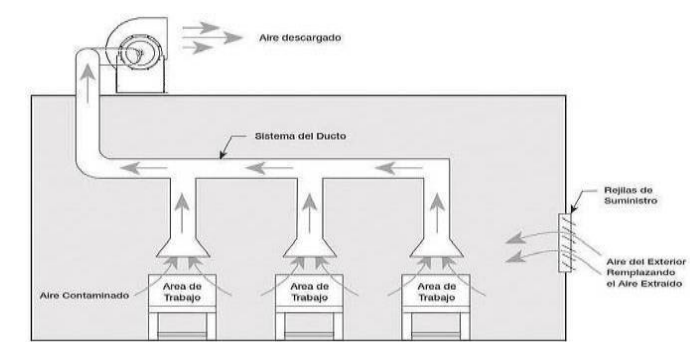 Aire descargado
Sistema del Ducto
Rejilas de
Suministro
Aire del Exterior
Remplazando
el Aire Extraído
Aire Contaminado
Area de
Trabajo
Area de
Trabajo
Area de
Trabajo